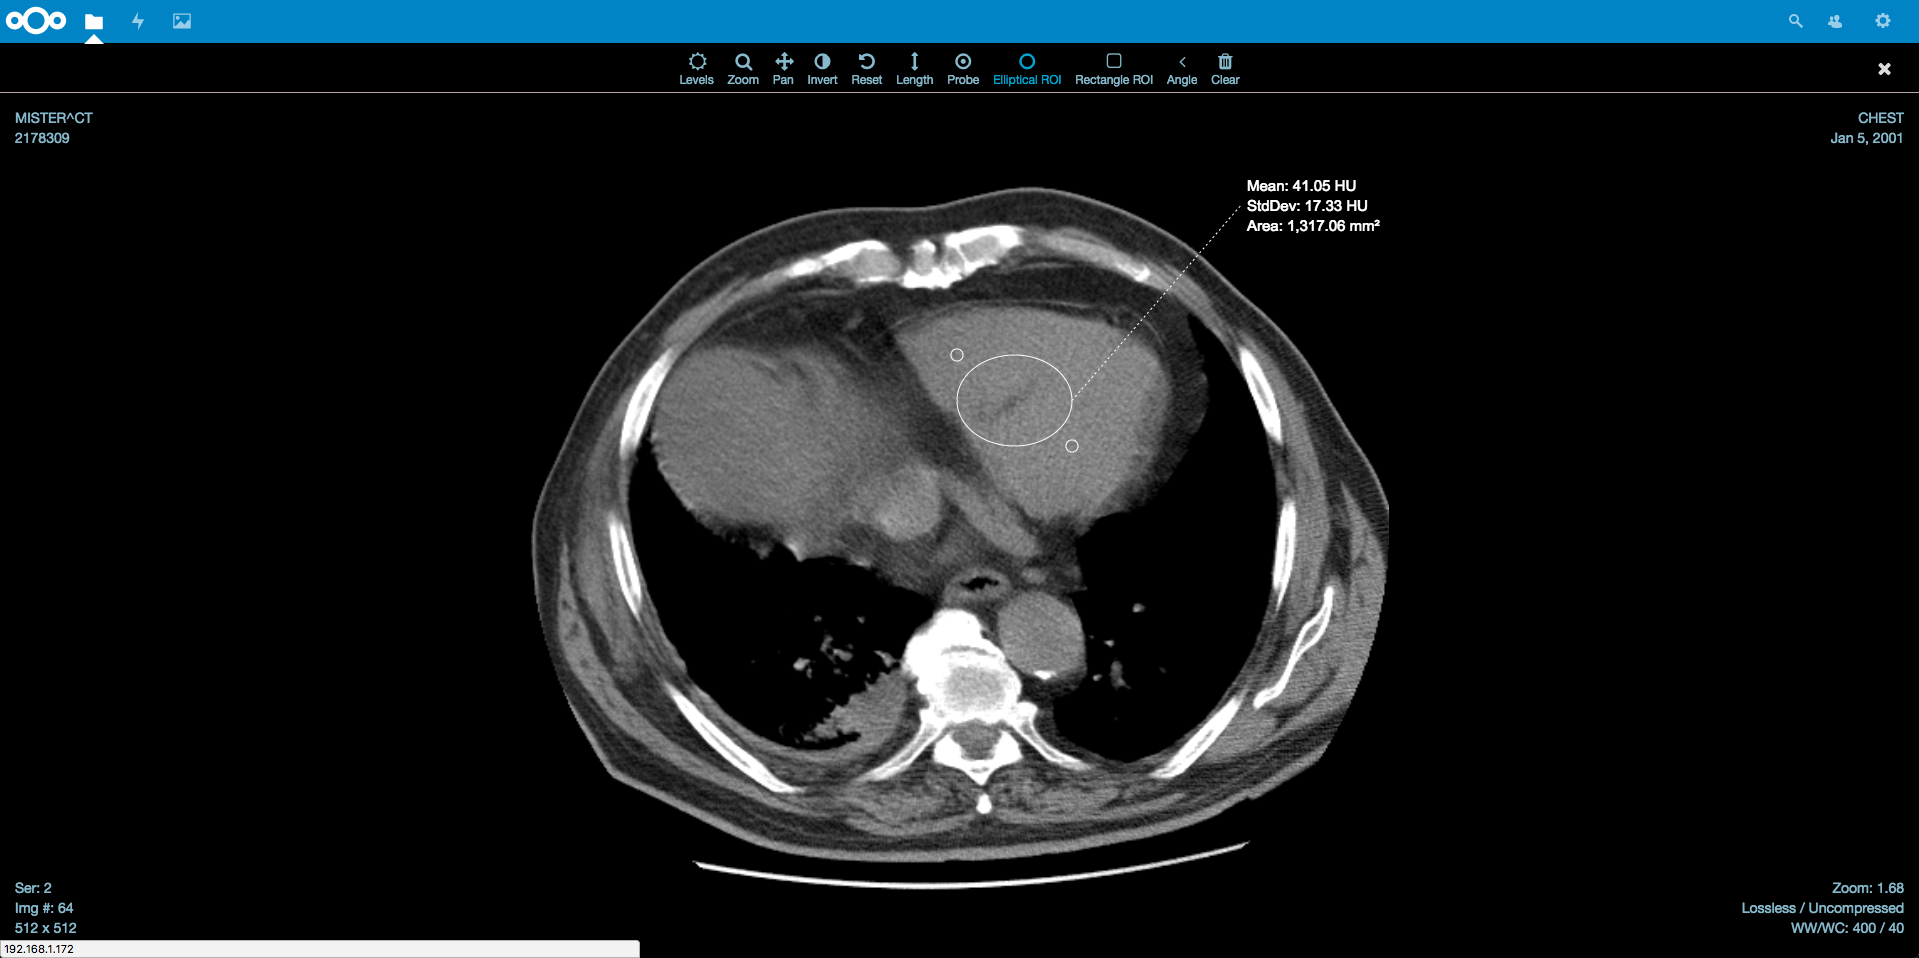 Levels Zoom Pan Invert Reset Length Probe Elliptical ROI Rectangle ROI Angle Clear
MISTER^CT
2178309
CHEST
Jan 5, 2001
Mean: 41.05 HU
StdDev: 17.33 HU
Area: 1,317.06 mm²
Ser: 2
Img #: 64
512 x 512
Zoom: 1.68
Lossless / Uncompressed
WW/WC: 400 / 40
192.168.1.172